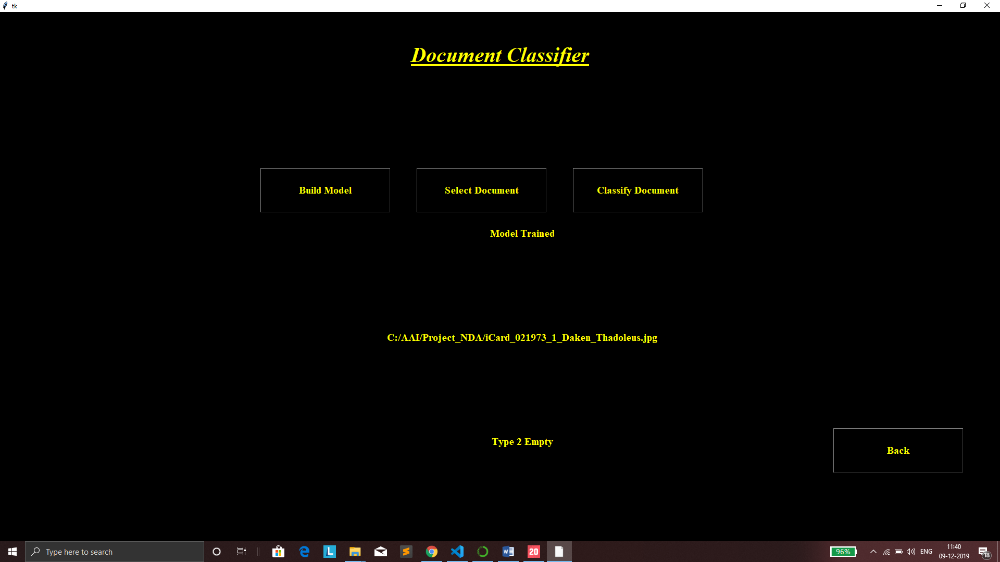 tk
Document Classifier
Build Model
Select Document
Classify Document
Model Trained
C:/AAI/Project_NDA/iCard_021973_1_Daken_Thadoleus.jpg
Type 2 Empty
Back
Type here to search
L
W
20
96%
ENG
11:40
09-12-2019
18